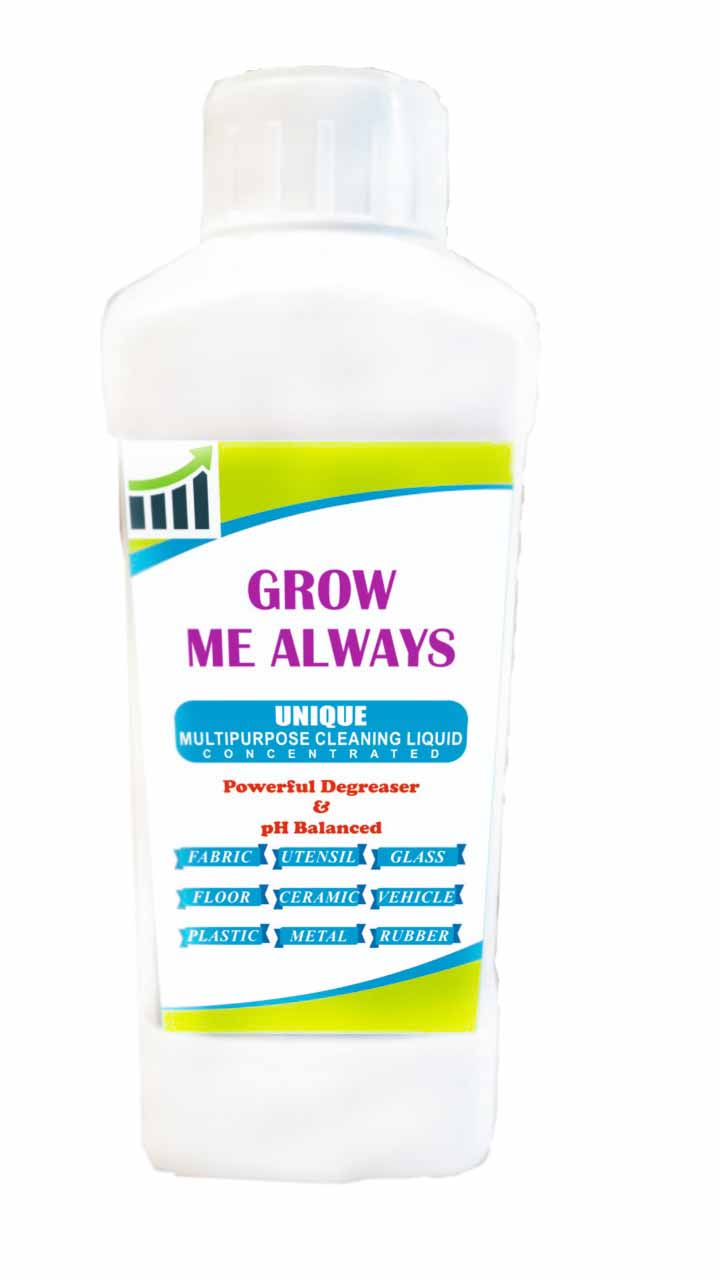 GROW
ME ALWAYS
UNIQUE
MULTIPURPOSE CLEANING LIQUID
CONCENTRATED
Powerful Degreaser
&
pH Balanced
FABRIC UTENSIL GLASS
FLOOR CERAMIC VEHICLE
PLASTIC METAL RUBBER